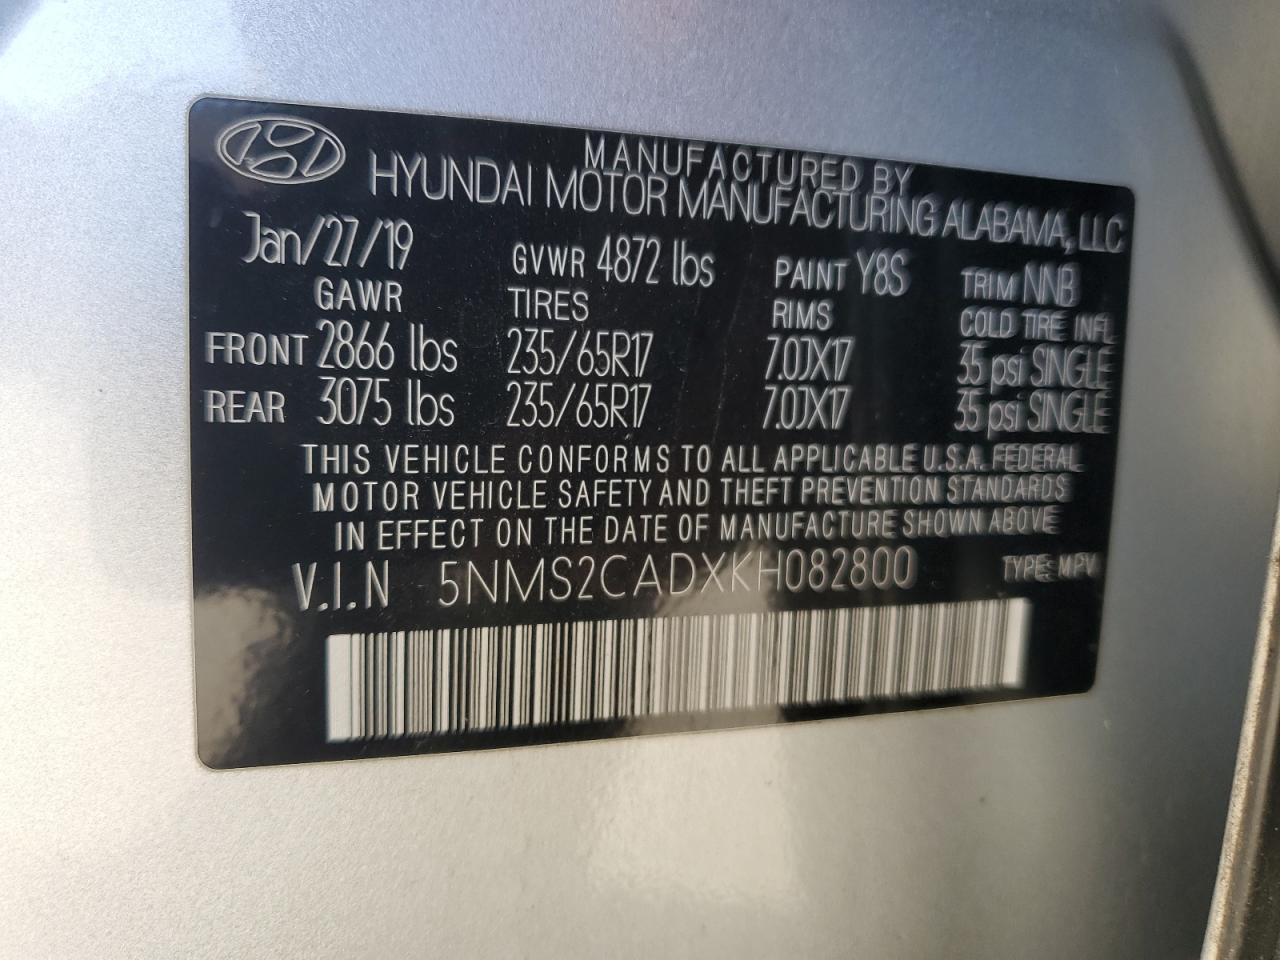 MANUFACTURED BY
HYUNDAI MOTOR MANUFACTURING ALABAMA, LLC
Jan/27/19 GVWR 4872 lbs PAINT Y8S TRIM NNB
GAWR TIRES RIMS COLD TIRE INFL
FRONT 2866 lbs 235/65R17 7.0JX17 35 psi SINGLE
REAR 3075 lbs 235/65R17 7.0JX17 35 psi SINGLE
THIS VEHICLE CONFORMS TO ALL APPLICABLE U.S.A. FEDERAL
MOTOR VEHICLE SAFETY AND THEFT PREVENTION STANDARDS
IN EFFECT ON THE DATE OF MANUFACTURE SHOWN ABOVE
V.I.N 5NMS2CADXKH082800 TYPE: MPV